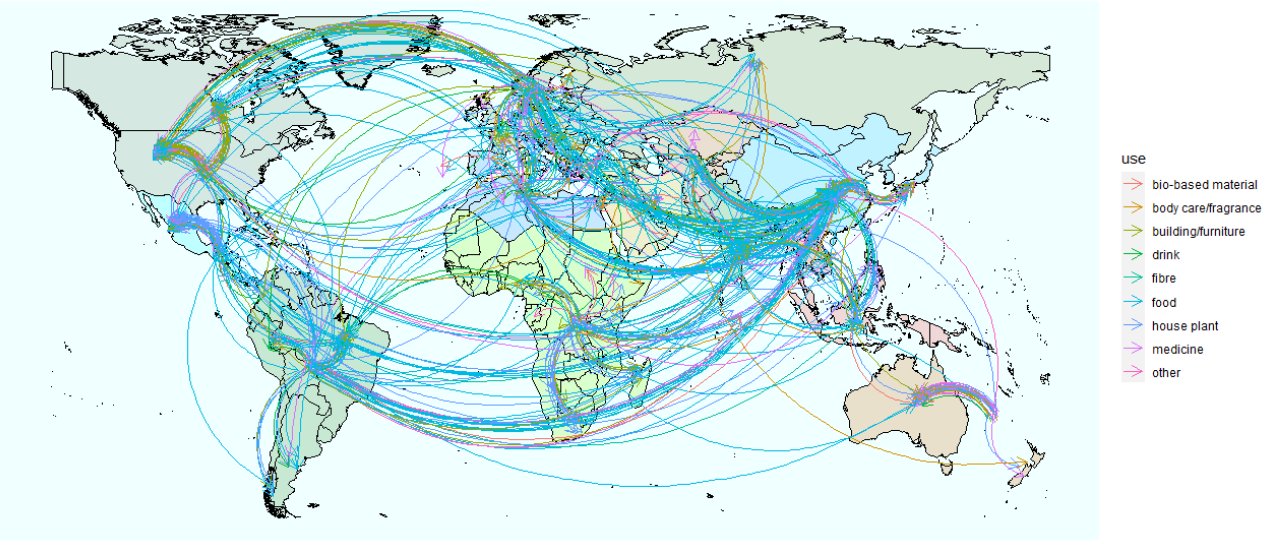 use
bio-based material
body care/fragrance
building/furniture
drink
fibre
food
house plant
medicine
other